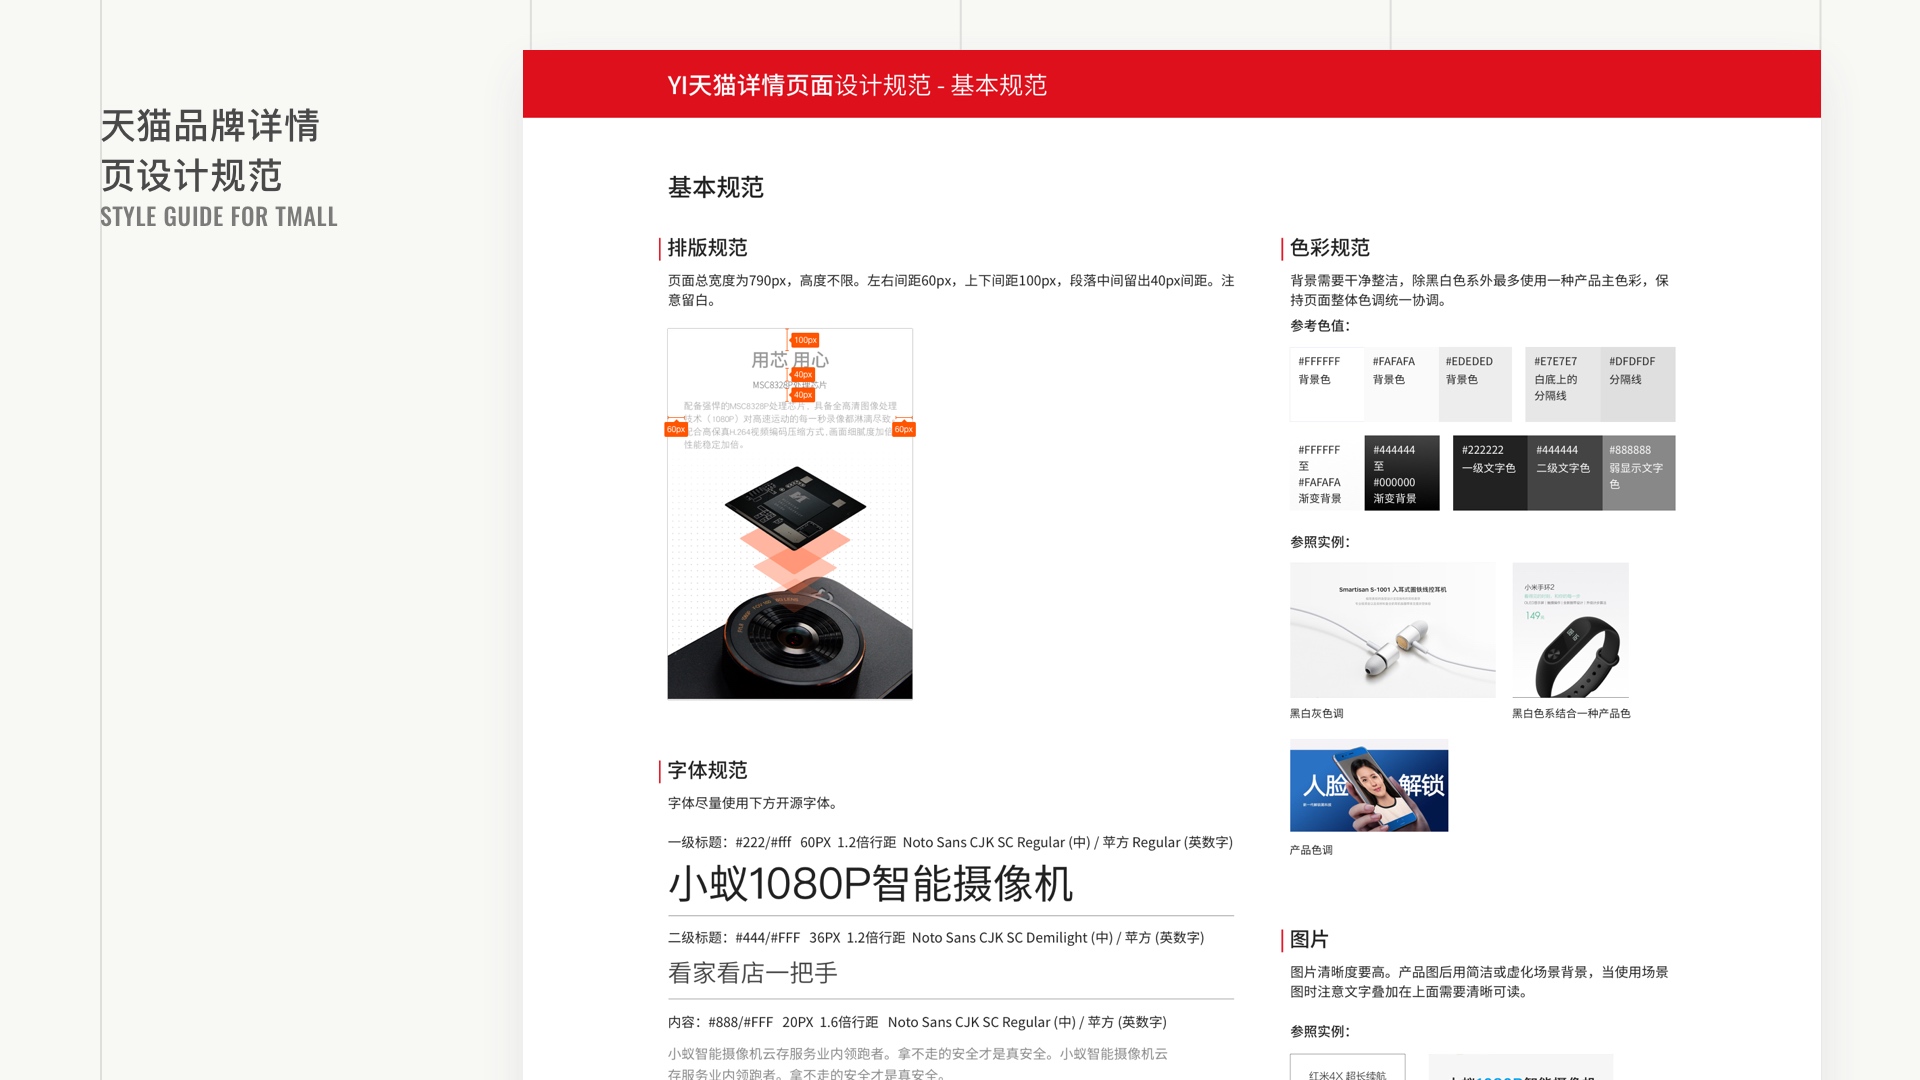 天猫品牌详情
页设计规范
STYLE GUIDE FOR TMALL
YI天猫详情页面设计规范 - 基本规范
基本规范
排版规范
页面总宽度为790px，高度不限。左右间距60px，上下间距100px，段落中间留出40px间距。注
意留白。
100px
用芯 用心
40px
MSC8328P处理芯片
40px
配备强悍的MSC8328P处理芯片，具备全高清图像处理
技术（1080P）对高速运动的每一秒录像都淋漓尽致。
60px
配合高保真H.264视频编码压缩方式，画面细腻度加倍
60px
性能稳定加倍。
字体规范
字体尽量使用下方开源字体。
一级标题：#222/#fff 60PX 1.2倍行距 Noto Sans CJK SC Regular (中) / 苹方 Regular (英数字)
小蚁1080P智能摄像机
二级标题：#444/#FFF 36PX 1.2倍行距 Noto Sans CJK SC Demilight (中) / 苹方 (英数字)
看家看店一把手
内容：#888/#FFF 20PX 1.6倍行距 Noto Sans CJK SC Regular (中) / 苹方 (英数字)
小蚁智能摄像机云存服务业内领跑者。拿不走的安全才是真安全。小蚁智能摄像机云
存服务业内领跑者。拿不走的安全才是真安全。
色彩规范
背景需要干净整洁，除黑白色系外最多使用一种产品主色彩，保
持页面整体色调统一协调。
参考色值：
#FFFFFF
背景色
#FAFAFA
背景色
#EDEDED
背景色
#E7E7E7
白底上的
分隔线
#DFDFDF
分隔线
#FFFFFF
至
#FAFAFA
渐变背景
#444444
至
#000000
渐变背景
#222222
一级文字色
#444444
二级文字色
#888888
弱显示文字
色
参照实例：
Smartisan S-1001 入耳式圈铁线控耳机
小米手环2
149
黑白灰色调
黑白色系结合一种产品色
人脸 解锁
产品色调
图片
图片清晰度要高。产品图后用简洁或虚化场景背景，当使用场景
图时注意文字叠加在上面需要清晰可读。
参照实例：
红米4X 超长续航
小蚁1080P智能摄像机